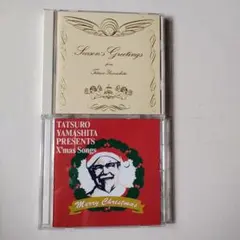 Season's Greetings
from
Tatsuro Yamashita
TATSURO
YAMASHITA
PRESENTS
X'mas Songs
Merry Christmas